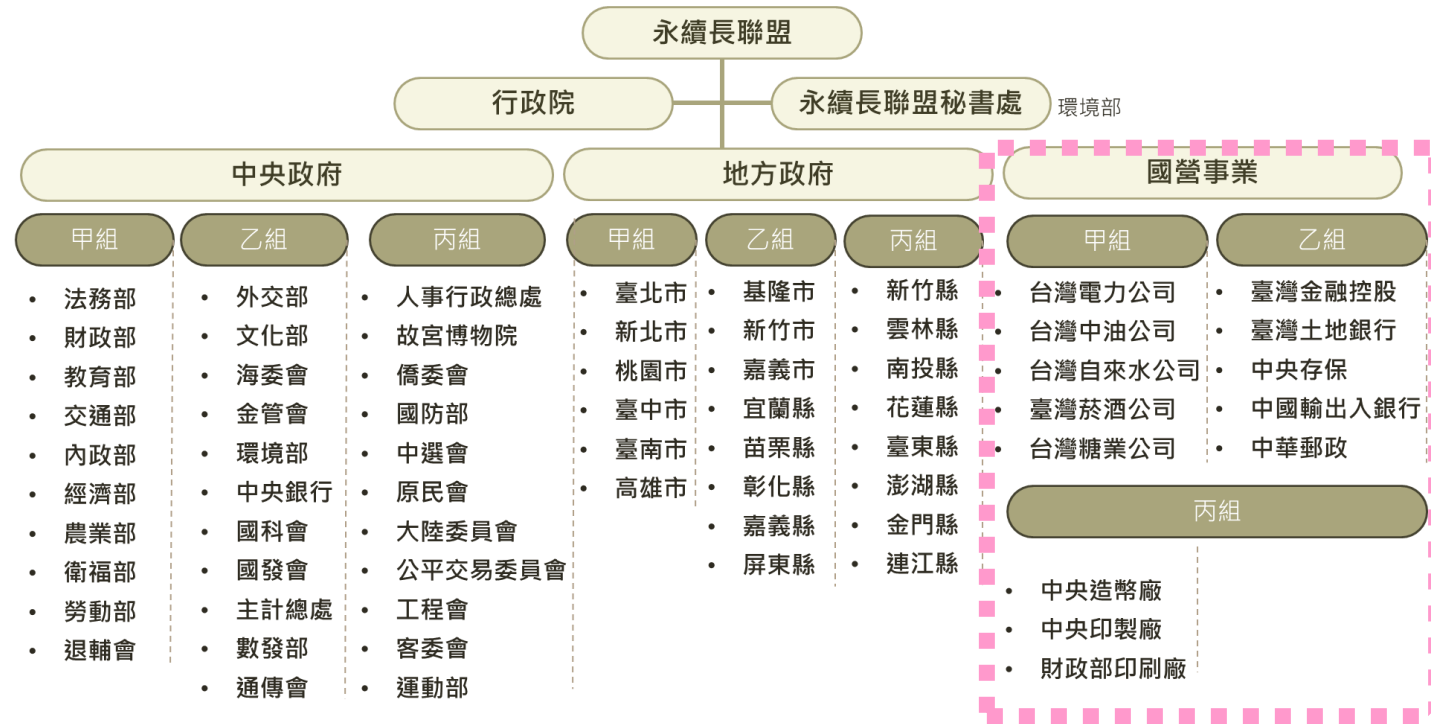 永續長聯盟
行政院
永續長聯盟秘書處
環境部
中央政府
甲組
• 法務部
• 財政部
• 教育部
• 交通部
• 內政部
• 經濟部
• 農業部
• 衛福部
• 勞動部
• 退輔會
乙組
• 外交部
• 文化部
• 海委會
• 金管會
• 環境部
• 中央銀行
• 國科會
• 國發會
• 主計總處
• 數發部
• 通傳會
丙組
• 人事行政總處
• 故宮博物院
• 僑委會
• 國防部
• 中選會
• 原民會
• 大陸委員會
• 公平交易委員會
• 工程會
• 客委會
• 運動部
地方政府
甲組
• 臺北市
• 新北市
• 桃園市
• 臺中市
• 臺南市
• 高雄市
乙組
• 基隆市
• 新竹市
• 嘉義市
• 宜蘭縣
• 苗栗縣
• 彰化縣
• 嘉義縣
• 屏東縣
丙組
• 新竹縣
• 雲林縣
• 南投縣
• 花蓮縣
• 臺東縣
• 澎湖縣
• 金門縣
• 連江縣
國營事業
甲組
• 台灣電力公司
• 台灣中油公司
• 台灣自來水公司
• 臺灣菸酒公司
• 台灣糖業公司
乙組
• 臺灣金融控股
• 臺灣土地銀行
• 中央存保
• 中國輸出入銀行
• 中華郵政
丙組
• 中央造幣廠
• 中央印製廠
• 財政部印刷廠